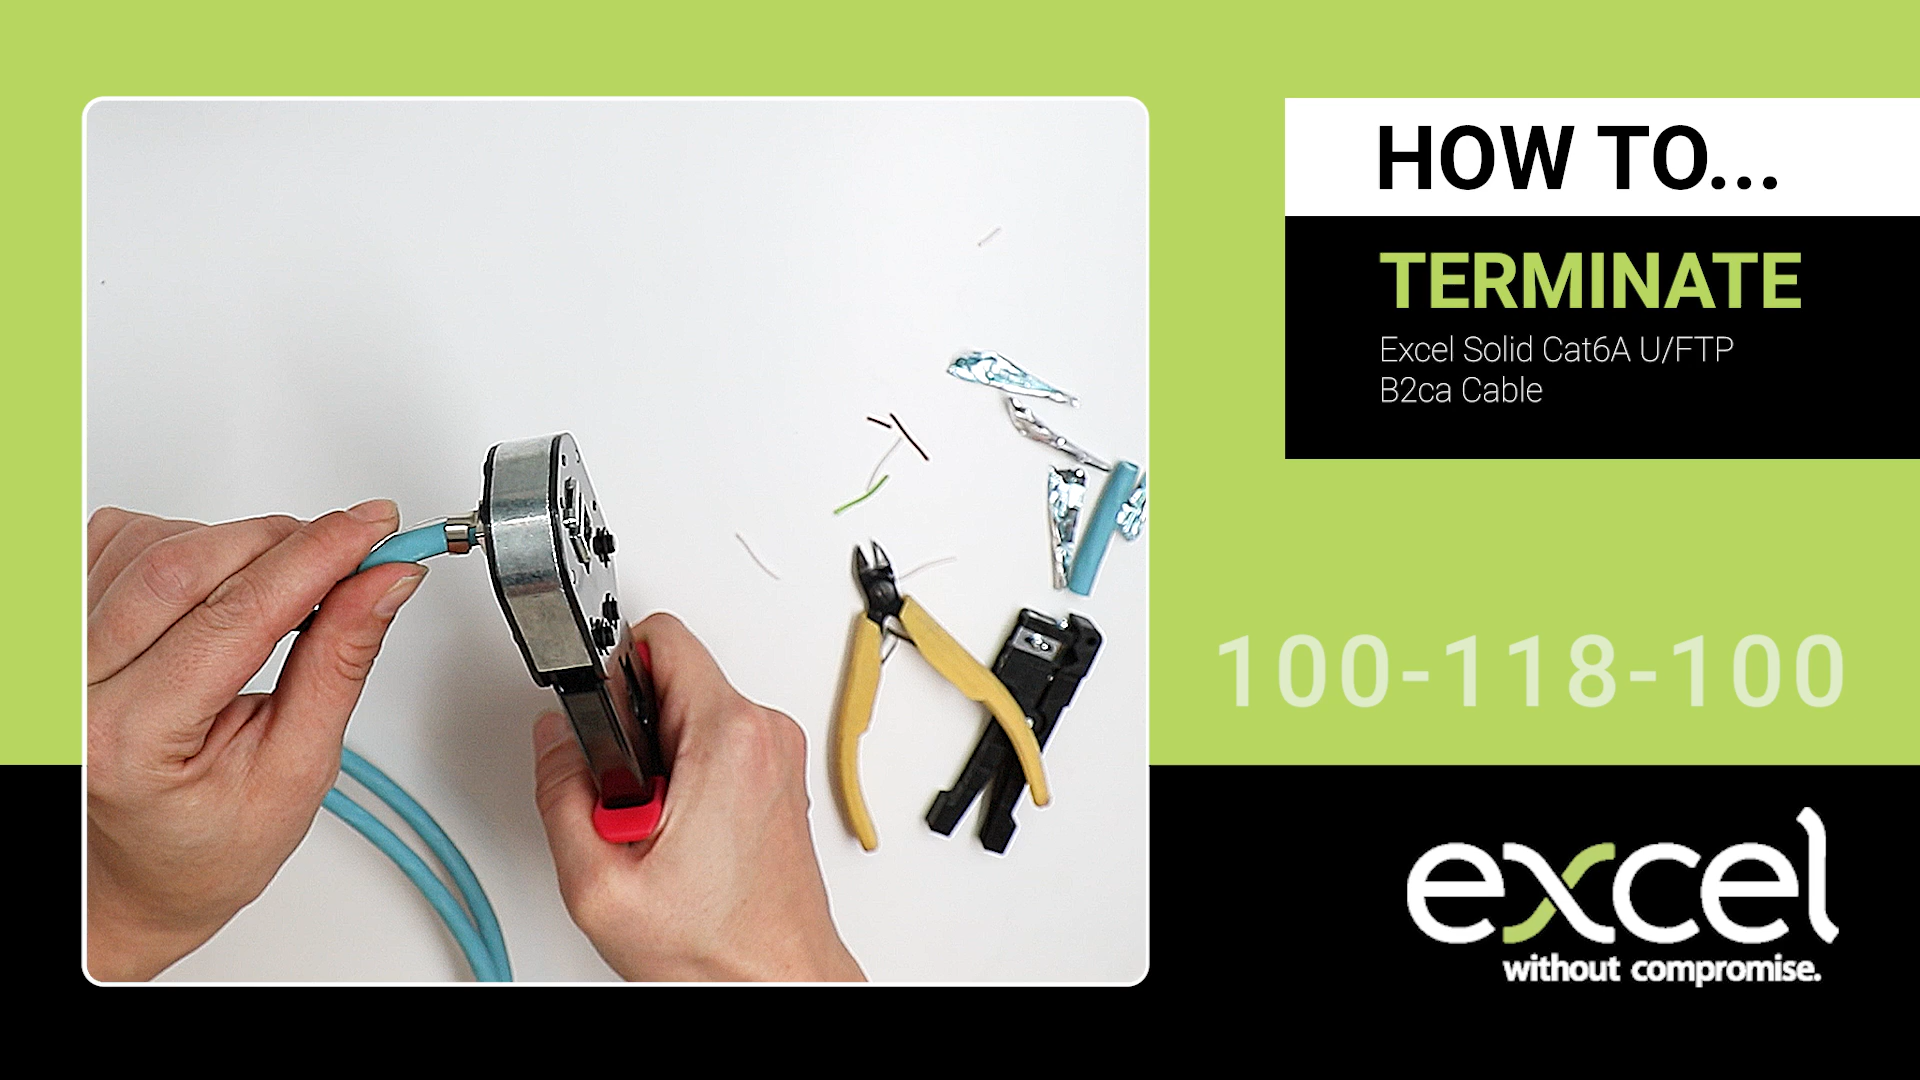 HOW TO...
TERMINATE
Excel Solid Cat6A U/FTP
B2ca Cable
100-118-100
excel
without compromise.